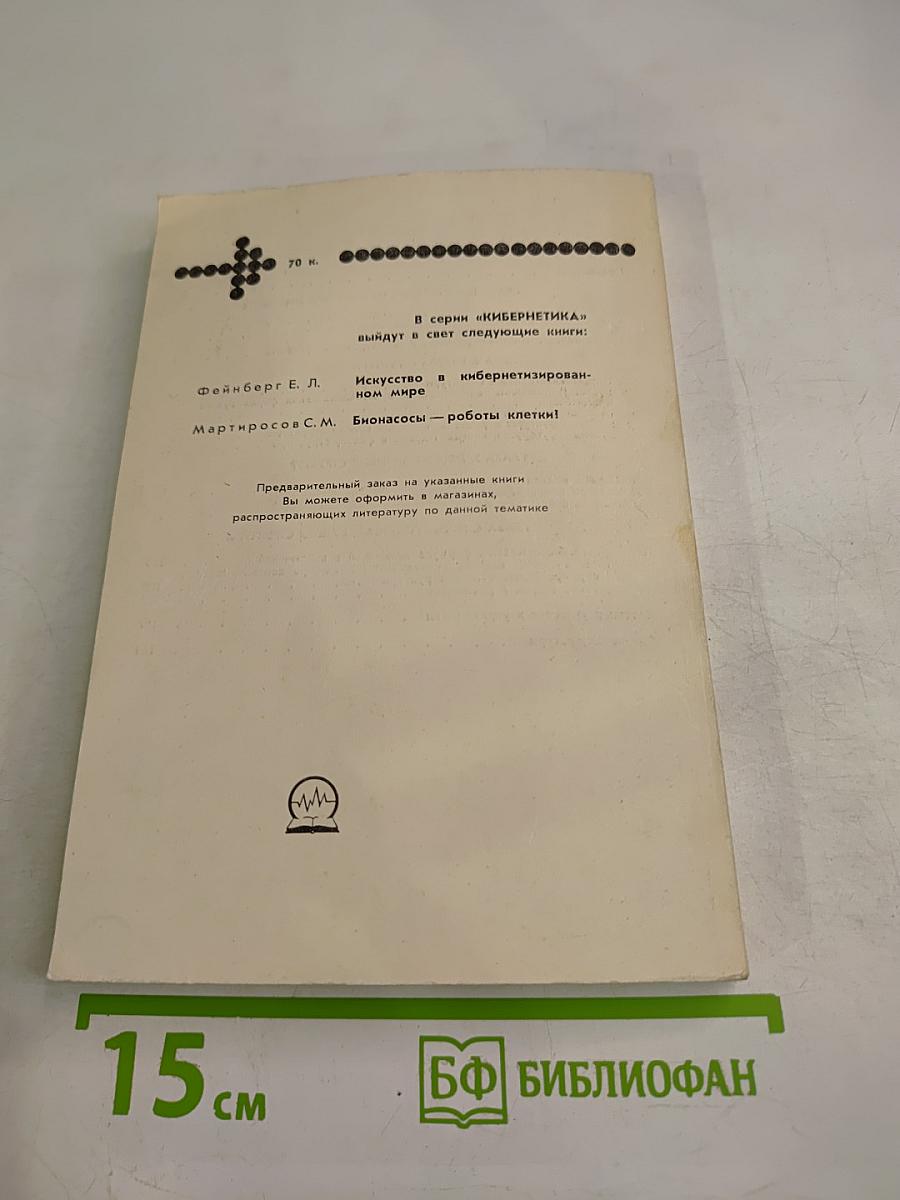 70 к.
В серии «КИБЕРНЕТИКА»
выйдут в свет следующие книги:
Фейнберг Е. Л. Искусство в кибернетизирован-
ном мире
Мартиросов С. М. Бионасосы — роботы клетки!
Предварительный заказ на указанные книги
Вы можете оформить в магазинах,
распространяющих литературу по данной тематике
15 см
БФ БИБЛИОФАН